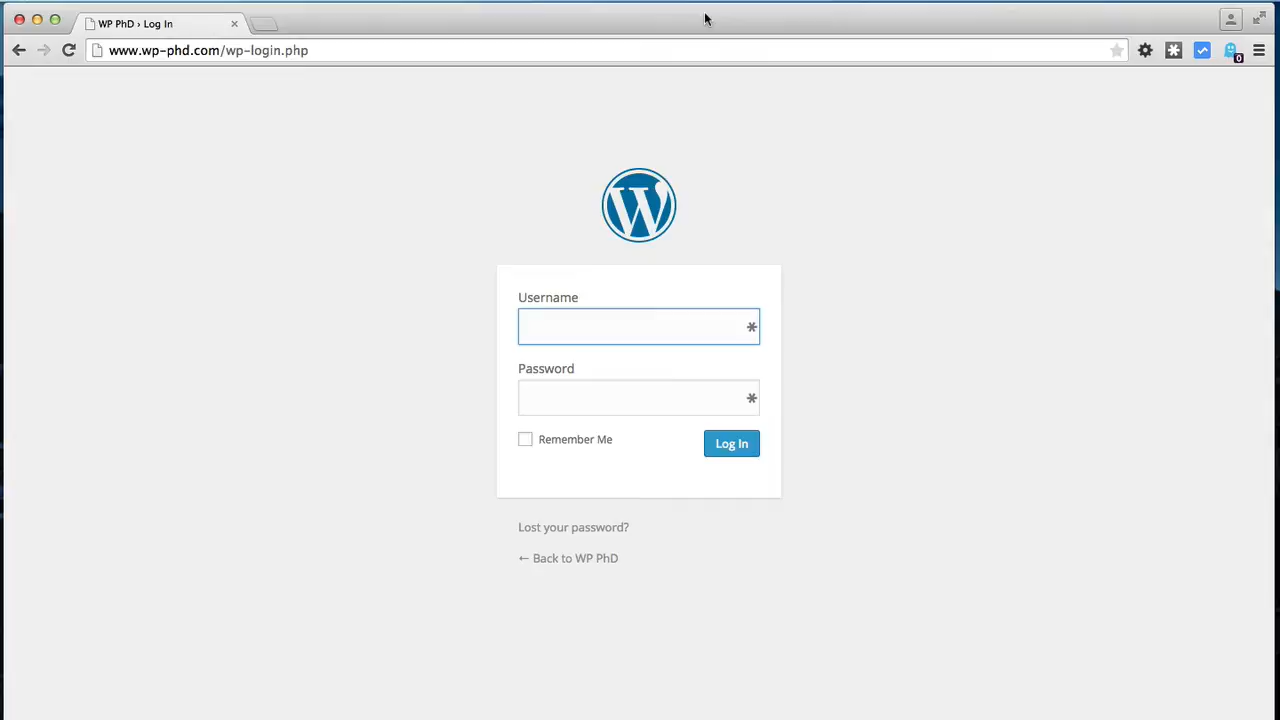 WP PhD › Log In
www.wp-phd.com/wp-login.php
0
W
Username
Password
Remember Me
Log In
Lost your password?
← Back to WP PhD